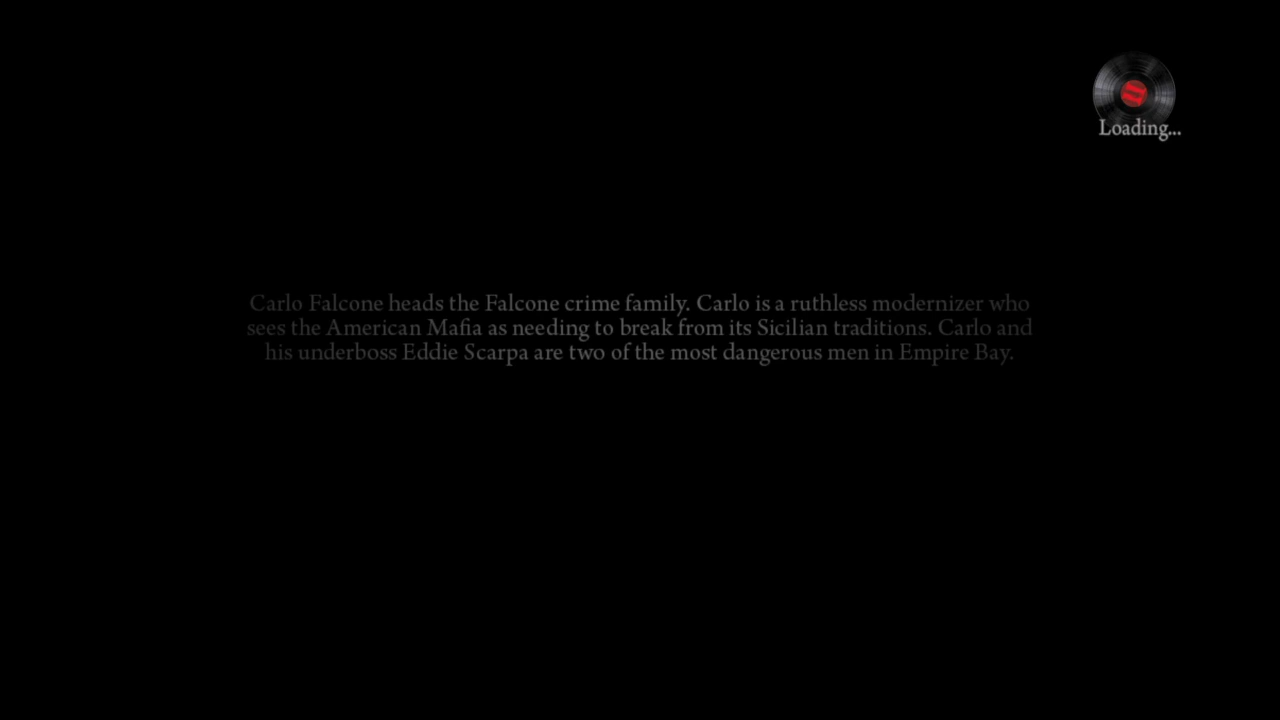 Loading...
Carlo Falcone heads the Falcone crime family. Carlo is a ruthless modernizer who
sees the American Mafia as needing to break from its Sicilian traditions. Carlo and
his underboss Eddie Scarpa are two of the most dangerous men in Empire Bay.